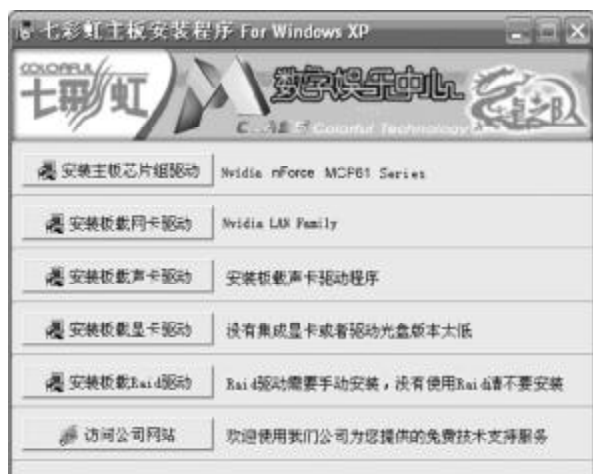 七彩虹主板安装程序 For Windows XP
COLORFUL
七彩虹
数字娱乐中心
Colorful Technology
安装主板芯片组驱动 Nvidia nForce MCP61 Series
安装板载网卡驱动 Nvidia LAN Family
安装板载声卡驱动 安装板载声卡驱动程序
安装板载显卡驱动 没有集成显卡或者驱动光盘版本太低
安装板载Raid驱动 Raid驱动需要手动安装，没有使用Raid请不要安装
访问公司网站 欢迎使用我们公司为您提供的免费技术支持服务